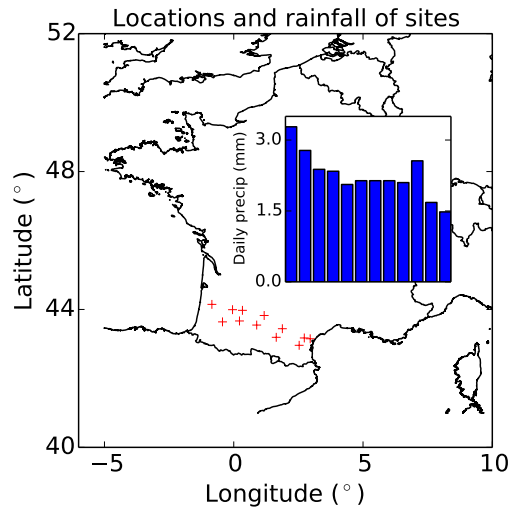 Locations and rainfall of sites
52
48
44
40
Latitude (°)
3.0
1.5
0.0
Daily precip (mm)
−5
0
5
10
Longitude (°)